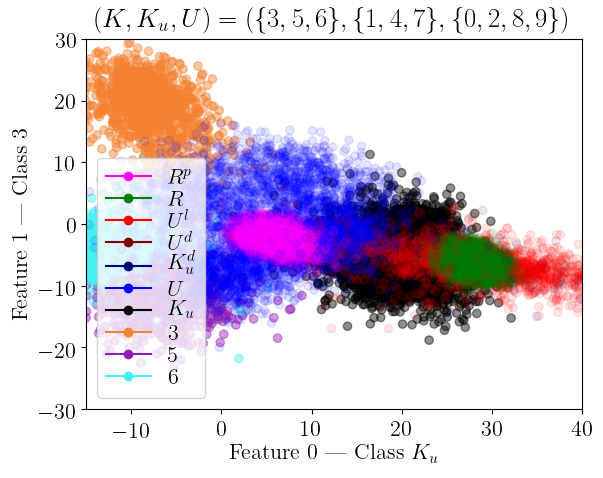 (K, K_u, U) = ({3, 5, 6}, {1, 4, 7}, {0, 2, 8, 9})
Feature 1 — Class 3
30
20
10
0
−10
−20
−30
R^p
R
U^l
U^d
K_u^d
U
K_u
3
5
6
−10
0
10
20
30
40
Feature 0 — Class K_u